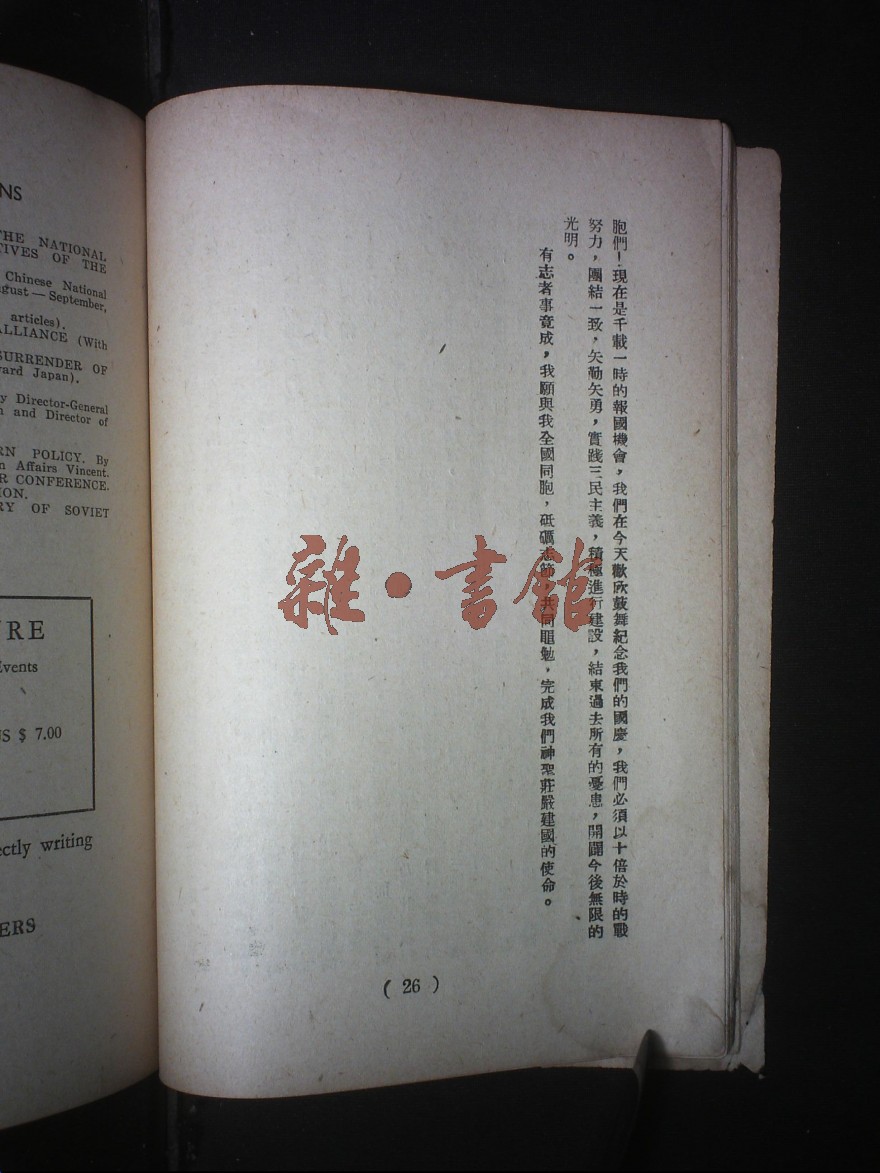 NS
THE NATIONAL
TIVES OF THE
Chinese National
ugust — September,
articles).
ALLIANCE (With
SURRENDER OF
ward Japan).
y Director-General
n and Director of
RN POLICY. By
n Affairs Vincent.
R CONFERENCE.
ION.
RY OF SOVIET
URE
Events
US $ 7.00
ectly writing
ERS
胞們！現在是千載一時的報國機會，我們在今天歡欣鼓舞紀念我們的國慶，我們必須以十倍於時的戰
努力，團結一致，矢勤矢勇，實踐三民主義，積極進行建設，結束過去所有的憂患，開闢今後無限的
光明。
有志者事竟成，我願與我全國同胞，砥礪志節，共同黽勉，完成我們神聖莊嚴建國的使命。
雜·書館
( 26 )